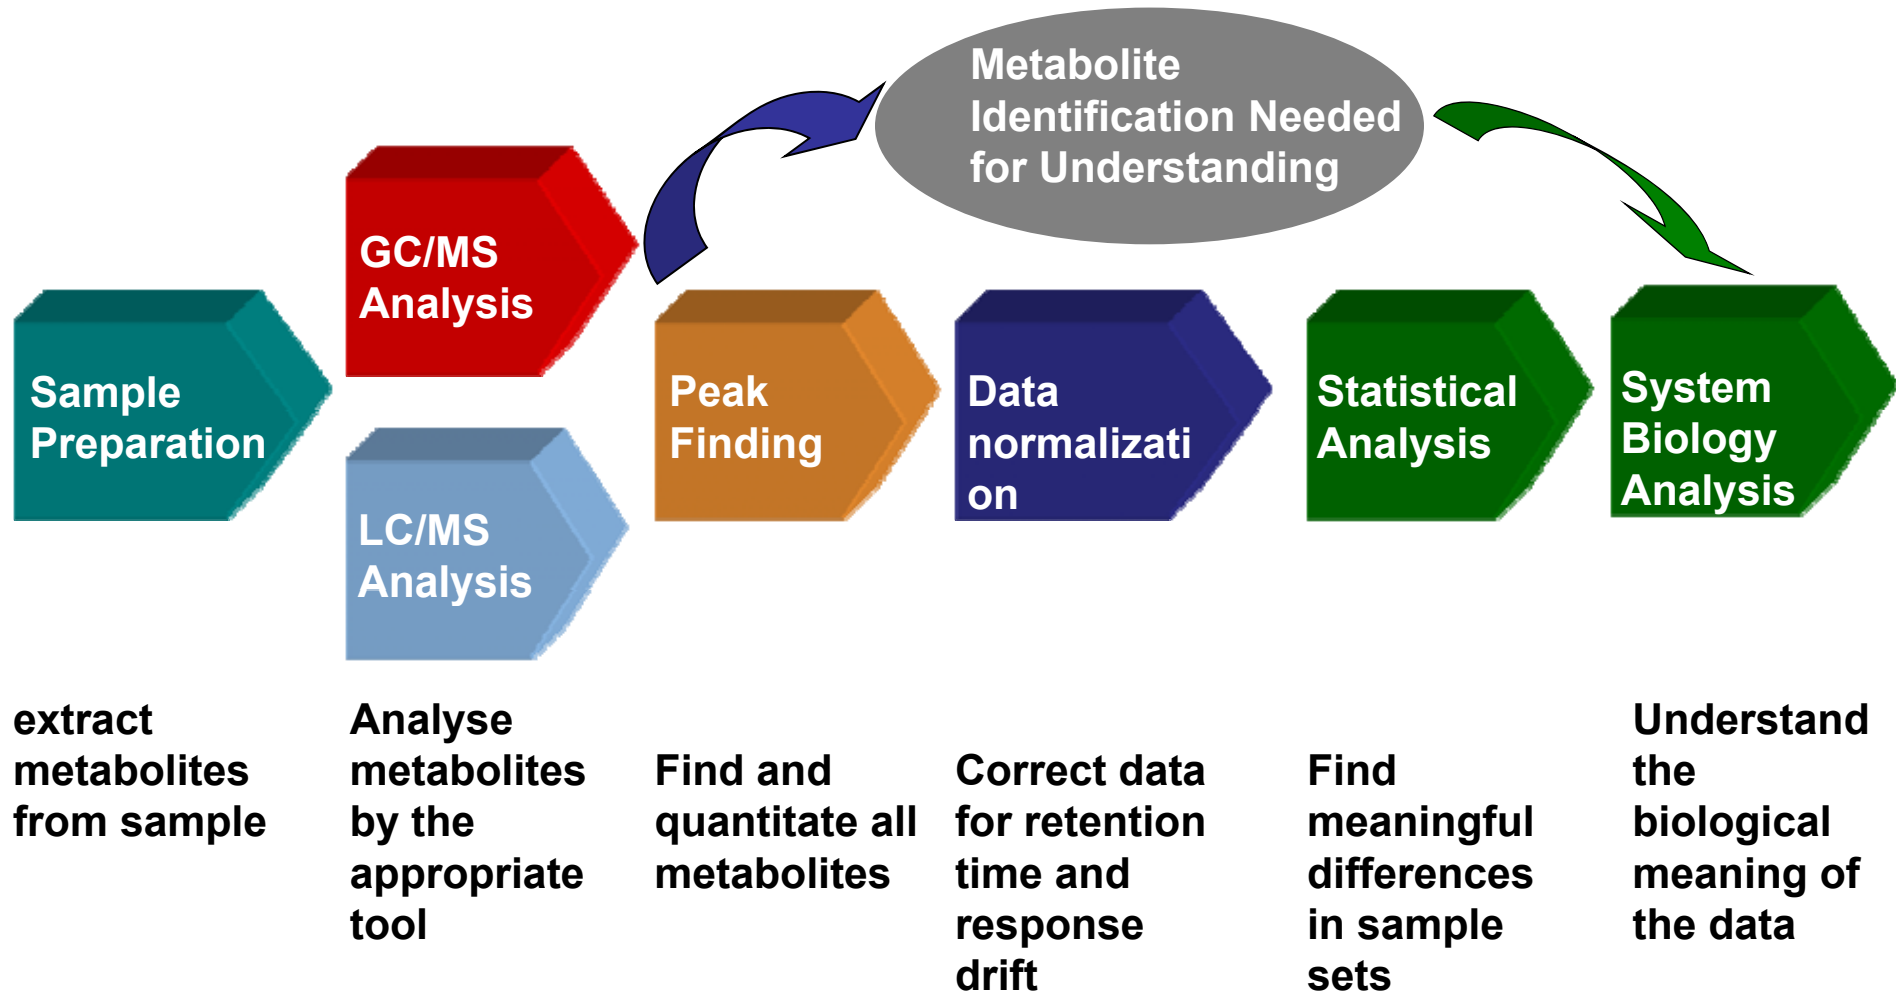 Metabolite
Identification Needed
for Understanding
GC/MS
Analysis
Sample
Preparation
LC/MS
Analysis
Peak
Finding
Data
normalizati
on
Statistical
Analysis
System
Biology
Analysis
extract
metabolites
from sample
Analyse
metabolites
by the
appropriate
tool
Find and
quantitate all
metabolites
Correct data
for retention
time and
response
drift
Find
meaningful
differences
in sample
sets
Understand
the
biological
meaning of
the data